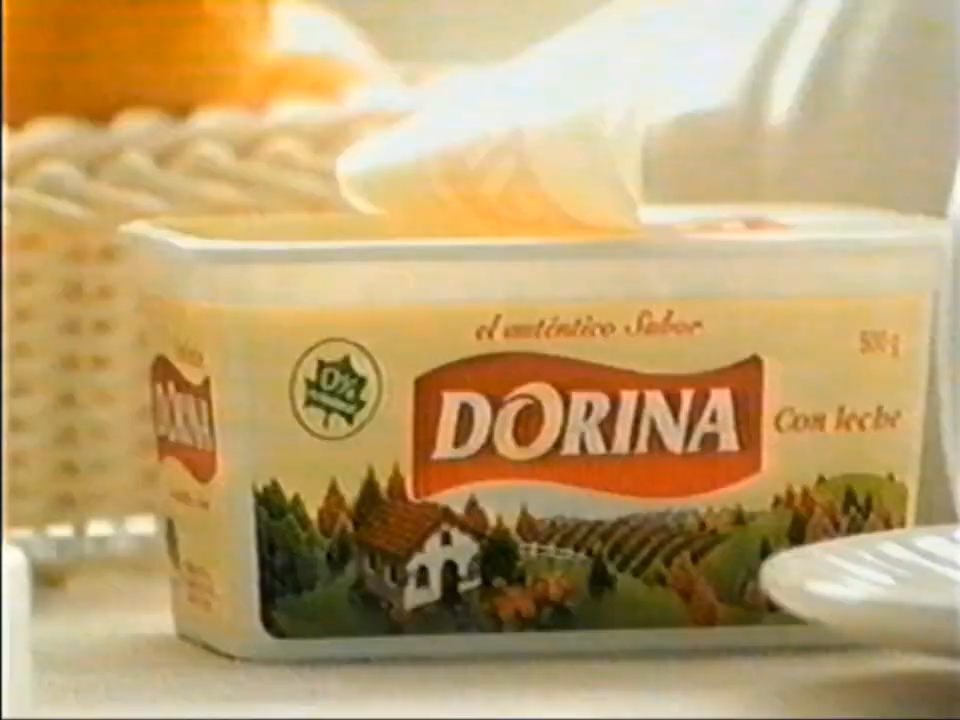 el auténtico Sabor
500 g
0%
DORINA
DORINA
Con leche